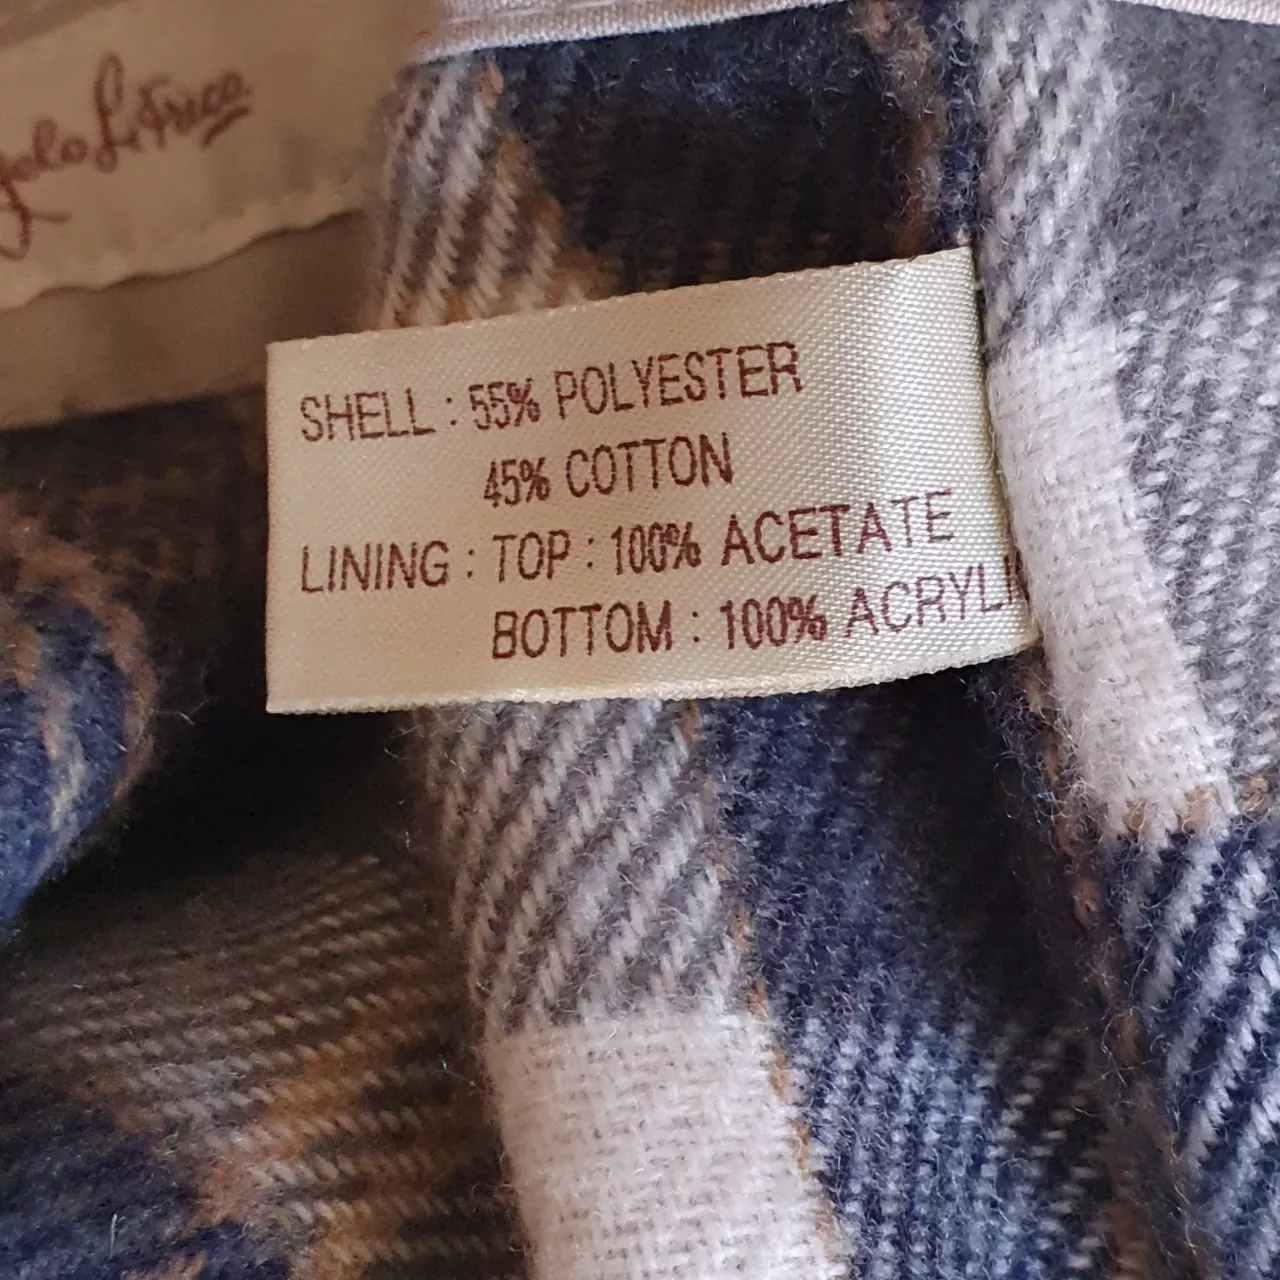 SHELL : 55% POLYESTER
45% COTTON
LINING : TOP : 100% ACETATE
BOTTOM : 100% ACRYLI